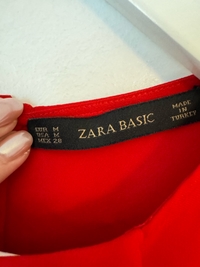 EUR M
USA M
MEX 28
ZARA BASIC
MADE IN
TURKEY